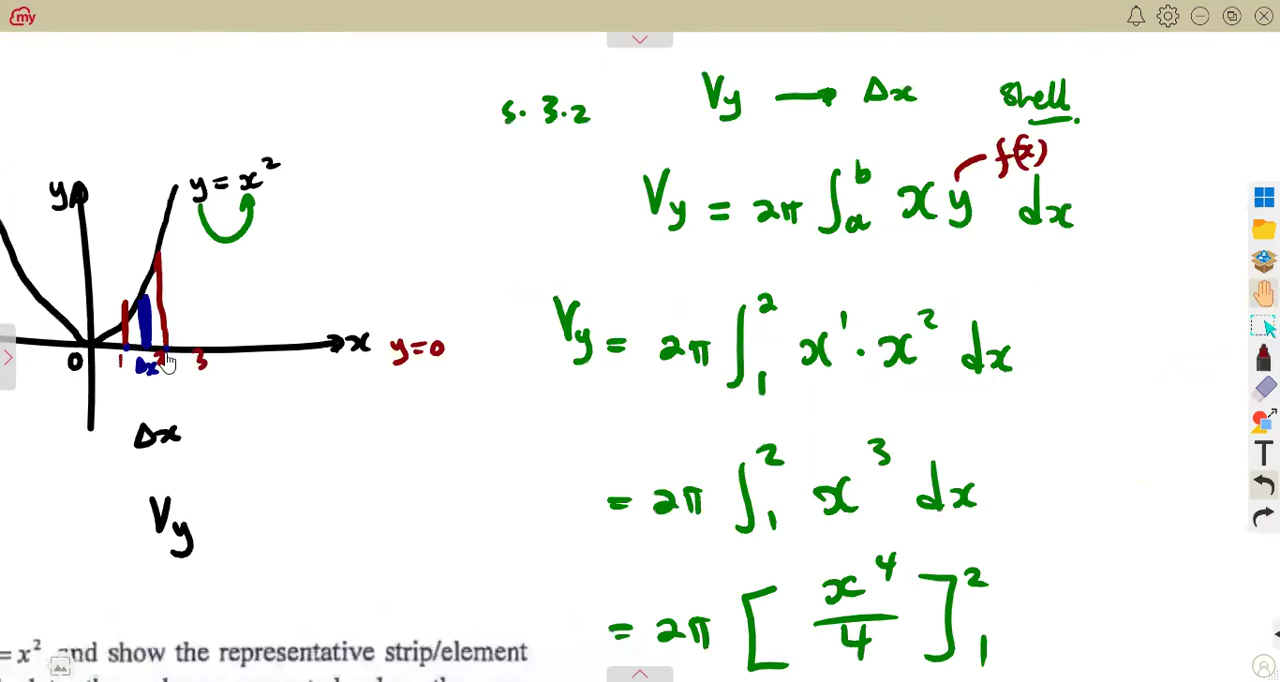 my
5.3.2 Vy → Δx shell
Vy = 2π ∫_a^b x y dx f(x)
y y = x²
Vy = 2π ∫_1^2 x¹ · x² dx
0 1 Δx 2 3 x y=0
Δx
= 2π ∫_1^2 x³ dx
Vy
= 2π [ x⁴/4 ]_1^2
= x² and show the representative strip/element
T